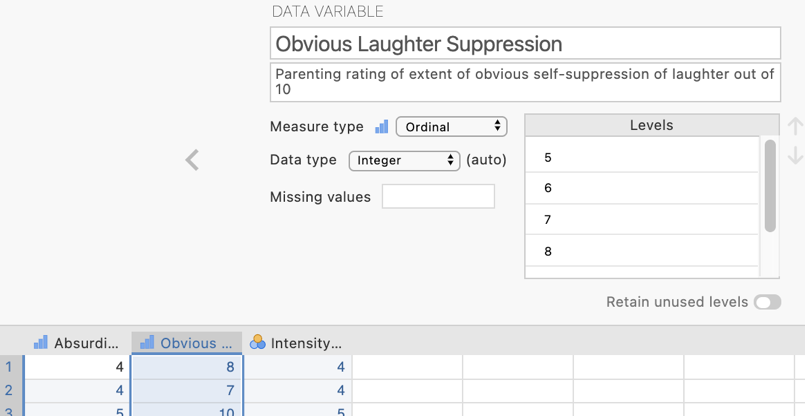 DATA VARIABLE
Obvious Laughter Suppression
Parenting rating of extent of obvious self-suppression of laughter out of
10
Measure type Ordinal
Levels
Data type Integer (auto)
5
Missing values
6
7
8
Retain unused levels
Absurdi... Obvious ... Intensity...
1 4 8 4
2 4 7 4
3 5 10 5